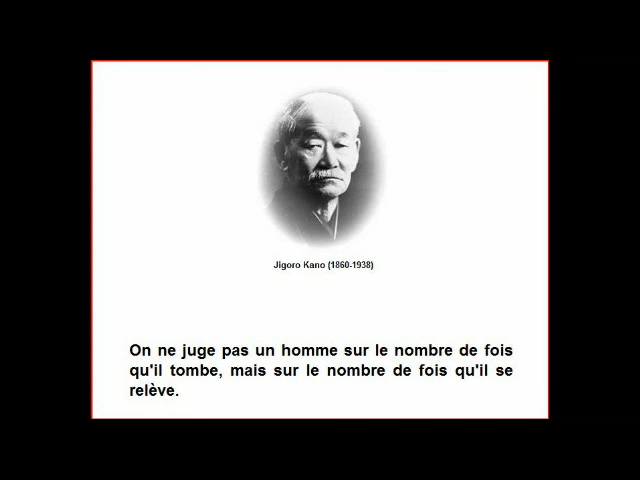 Jigoro Kano (1860-1938)
On ne juge pas un homme sur le nombre de fois
qu'il tombe, mais sur le nombre de fois qu'il se
relève.